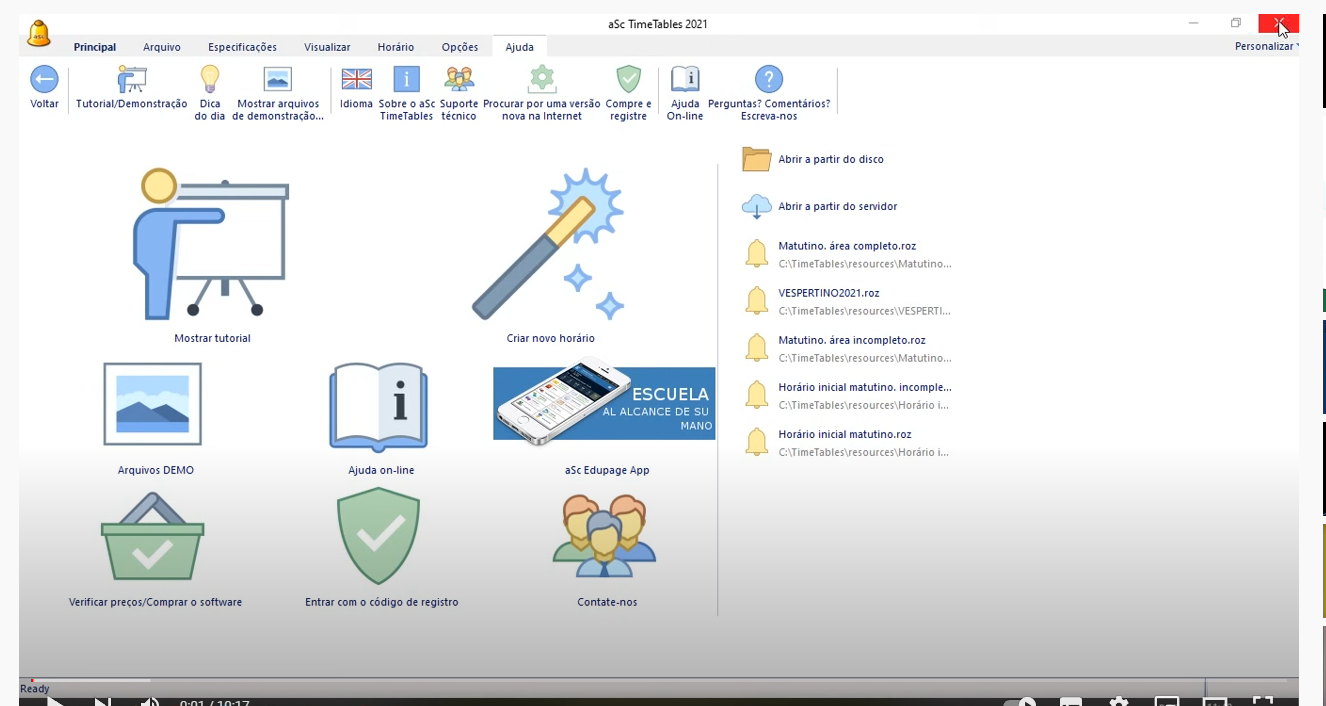 aSc TimeTables 2021
Principal Arquivo Especificações Visualizar Horário Opções Ajuda
Personalizar
Voltar Tutorial/Demonstração Dica Mostrar arquivos Idioma Sobre o aSc Suporte Procurar por uma versão Compre e Ajuda Perguntas? Comentários?
do dia de demonstração... TimeTables técnico nova na Internet registre On-line Escreva-nos
Abrir a partir do disco
Abrir a partir do servidor
Matutino. área completo.roz
C:\TimeTables\resources\Matutino...
VESPERTINO2021.roz
C:\TimeTables\resources\VESPERTI...
Matutino. área incompleto.roz
C:\TimeTables\resources\Matutino...
Horário inicial matutino. incomple...
C:\TimeTables\resources\Horário i...
Horário inicial matutino.roz
C:\TimeTables\resources\Horário i...
Mostrar tutorial Criar novo horário
ESCUELA
AL ALCANCE DE SU
MANO
Arquivos DEMO Ajuda on-line aSc Edupage App
Verificar preços/Comprar o software Entrar com o código de registro Contate-nos
Ready
0:01 / 10:17